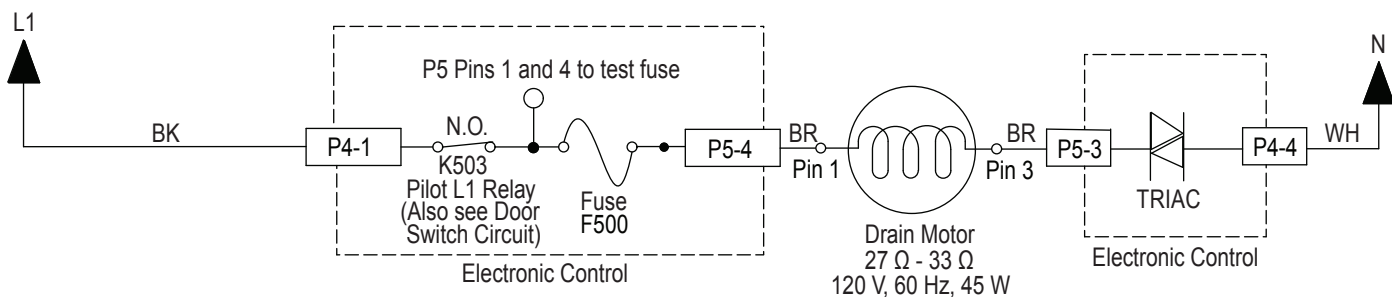 L1
BK
P5 Pins 1 and 4 to test fuse
P4-1
N.O.
K503
Pilot L1 Relay
(Also see Door
Switch Circuit)
Fuse
F500
P5-4
Electronic Control
BR
Pin 1
Drain Motor
27 Ω - 33 Ω
120 V, 60 Hz, 45 W
BR
Pin 3
P5-3
TRIAC
P4-4
Electronic Control
WH
N